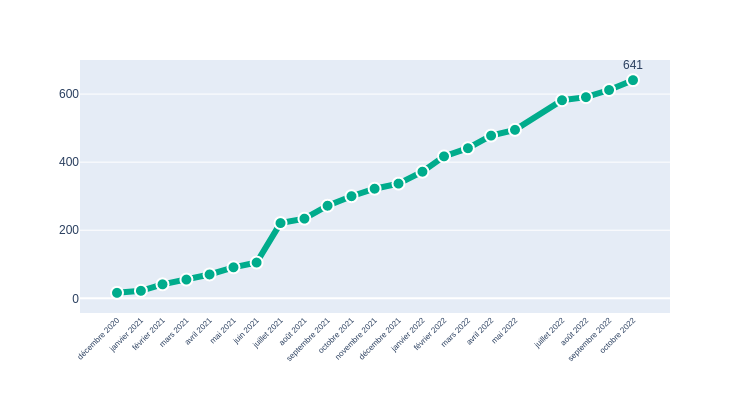 641
600
400
200
0
décembre 2020
janvier 2021
février 2021
mars 2021
avril 2021
mai 2021
juin 2021
juillet 2021
août 2021
septembre 2021
octobre 2021
novembre 2021
décembre 2021
janvier 2022
février 2022
mars 2022
avril 2022
mai 2022
juillet 2022
août 2022
septembre 2022
octobre 2022